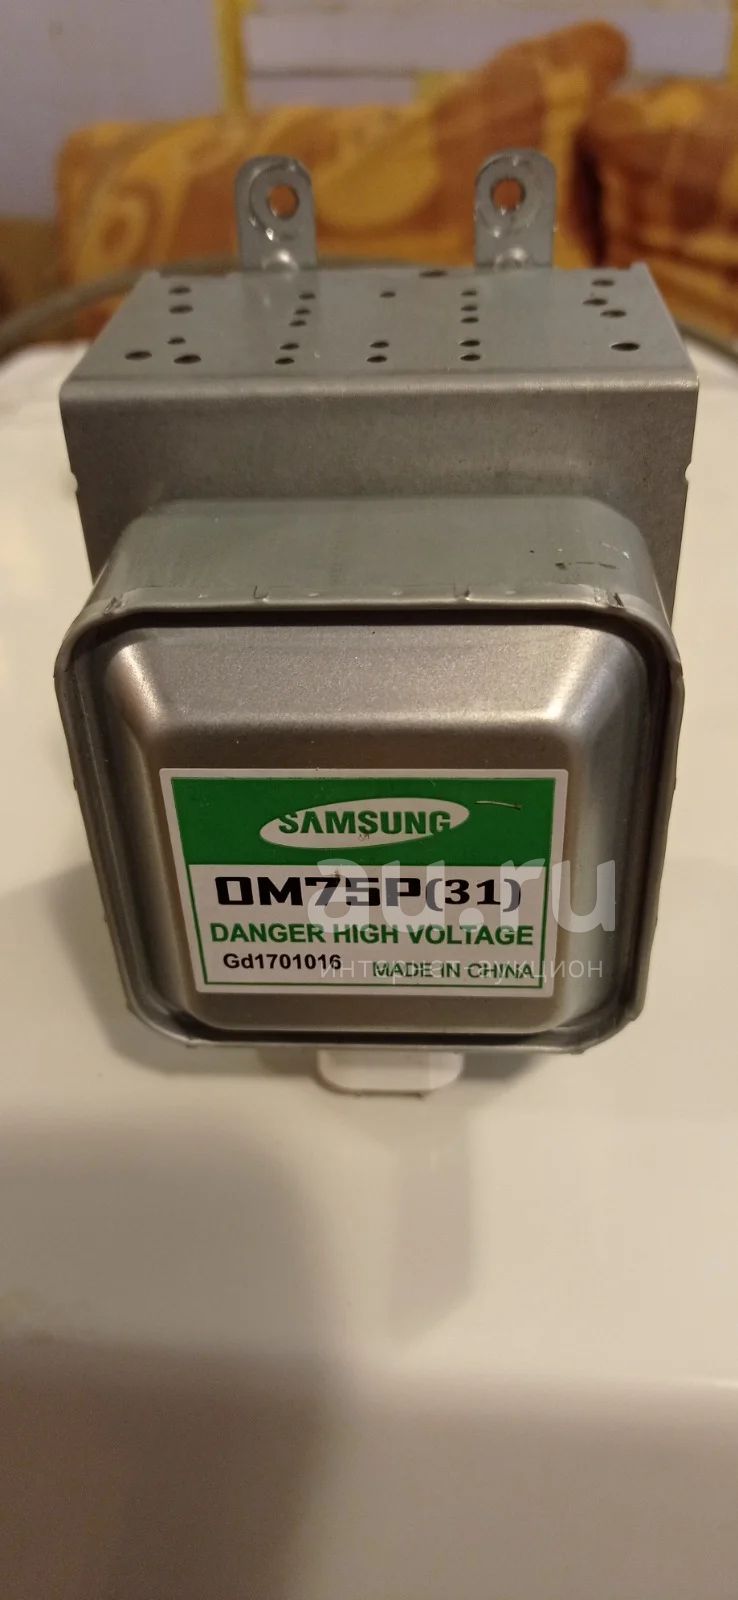 SAMSUNG
OM75P(31)
DANGER HIGH VOLTAGE
Gd1701016 MADE IN CHINA
au.ru
интернет-аукцион